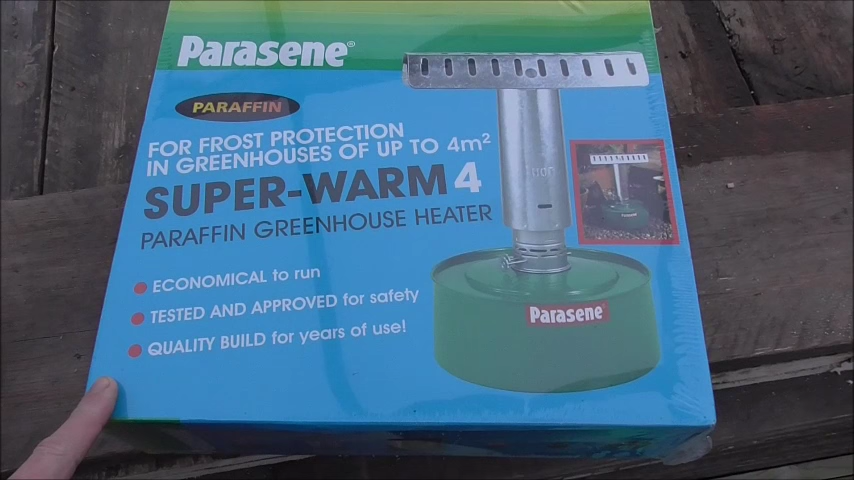 Parasene®
PARAFFIN
FOR FROST PROTECTION
IN GREENHOUSES OF UP TO 4m²
SUPER-WARM 4
PARAFFIN GREENHOUSE HEATER
ECONOMICAL to run
TESTED AND APPROVED for safety
QUALITY BUILD for years of use!
Parasene®
Parasene